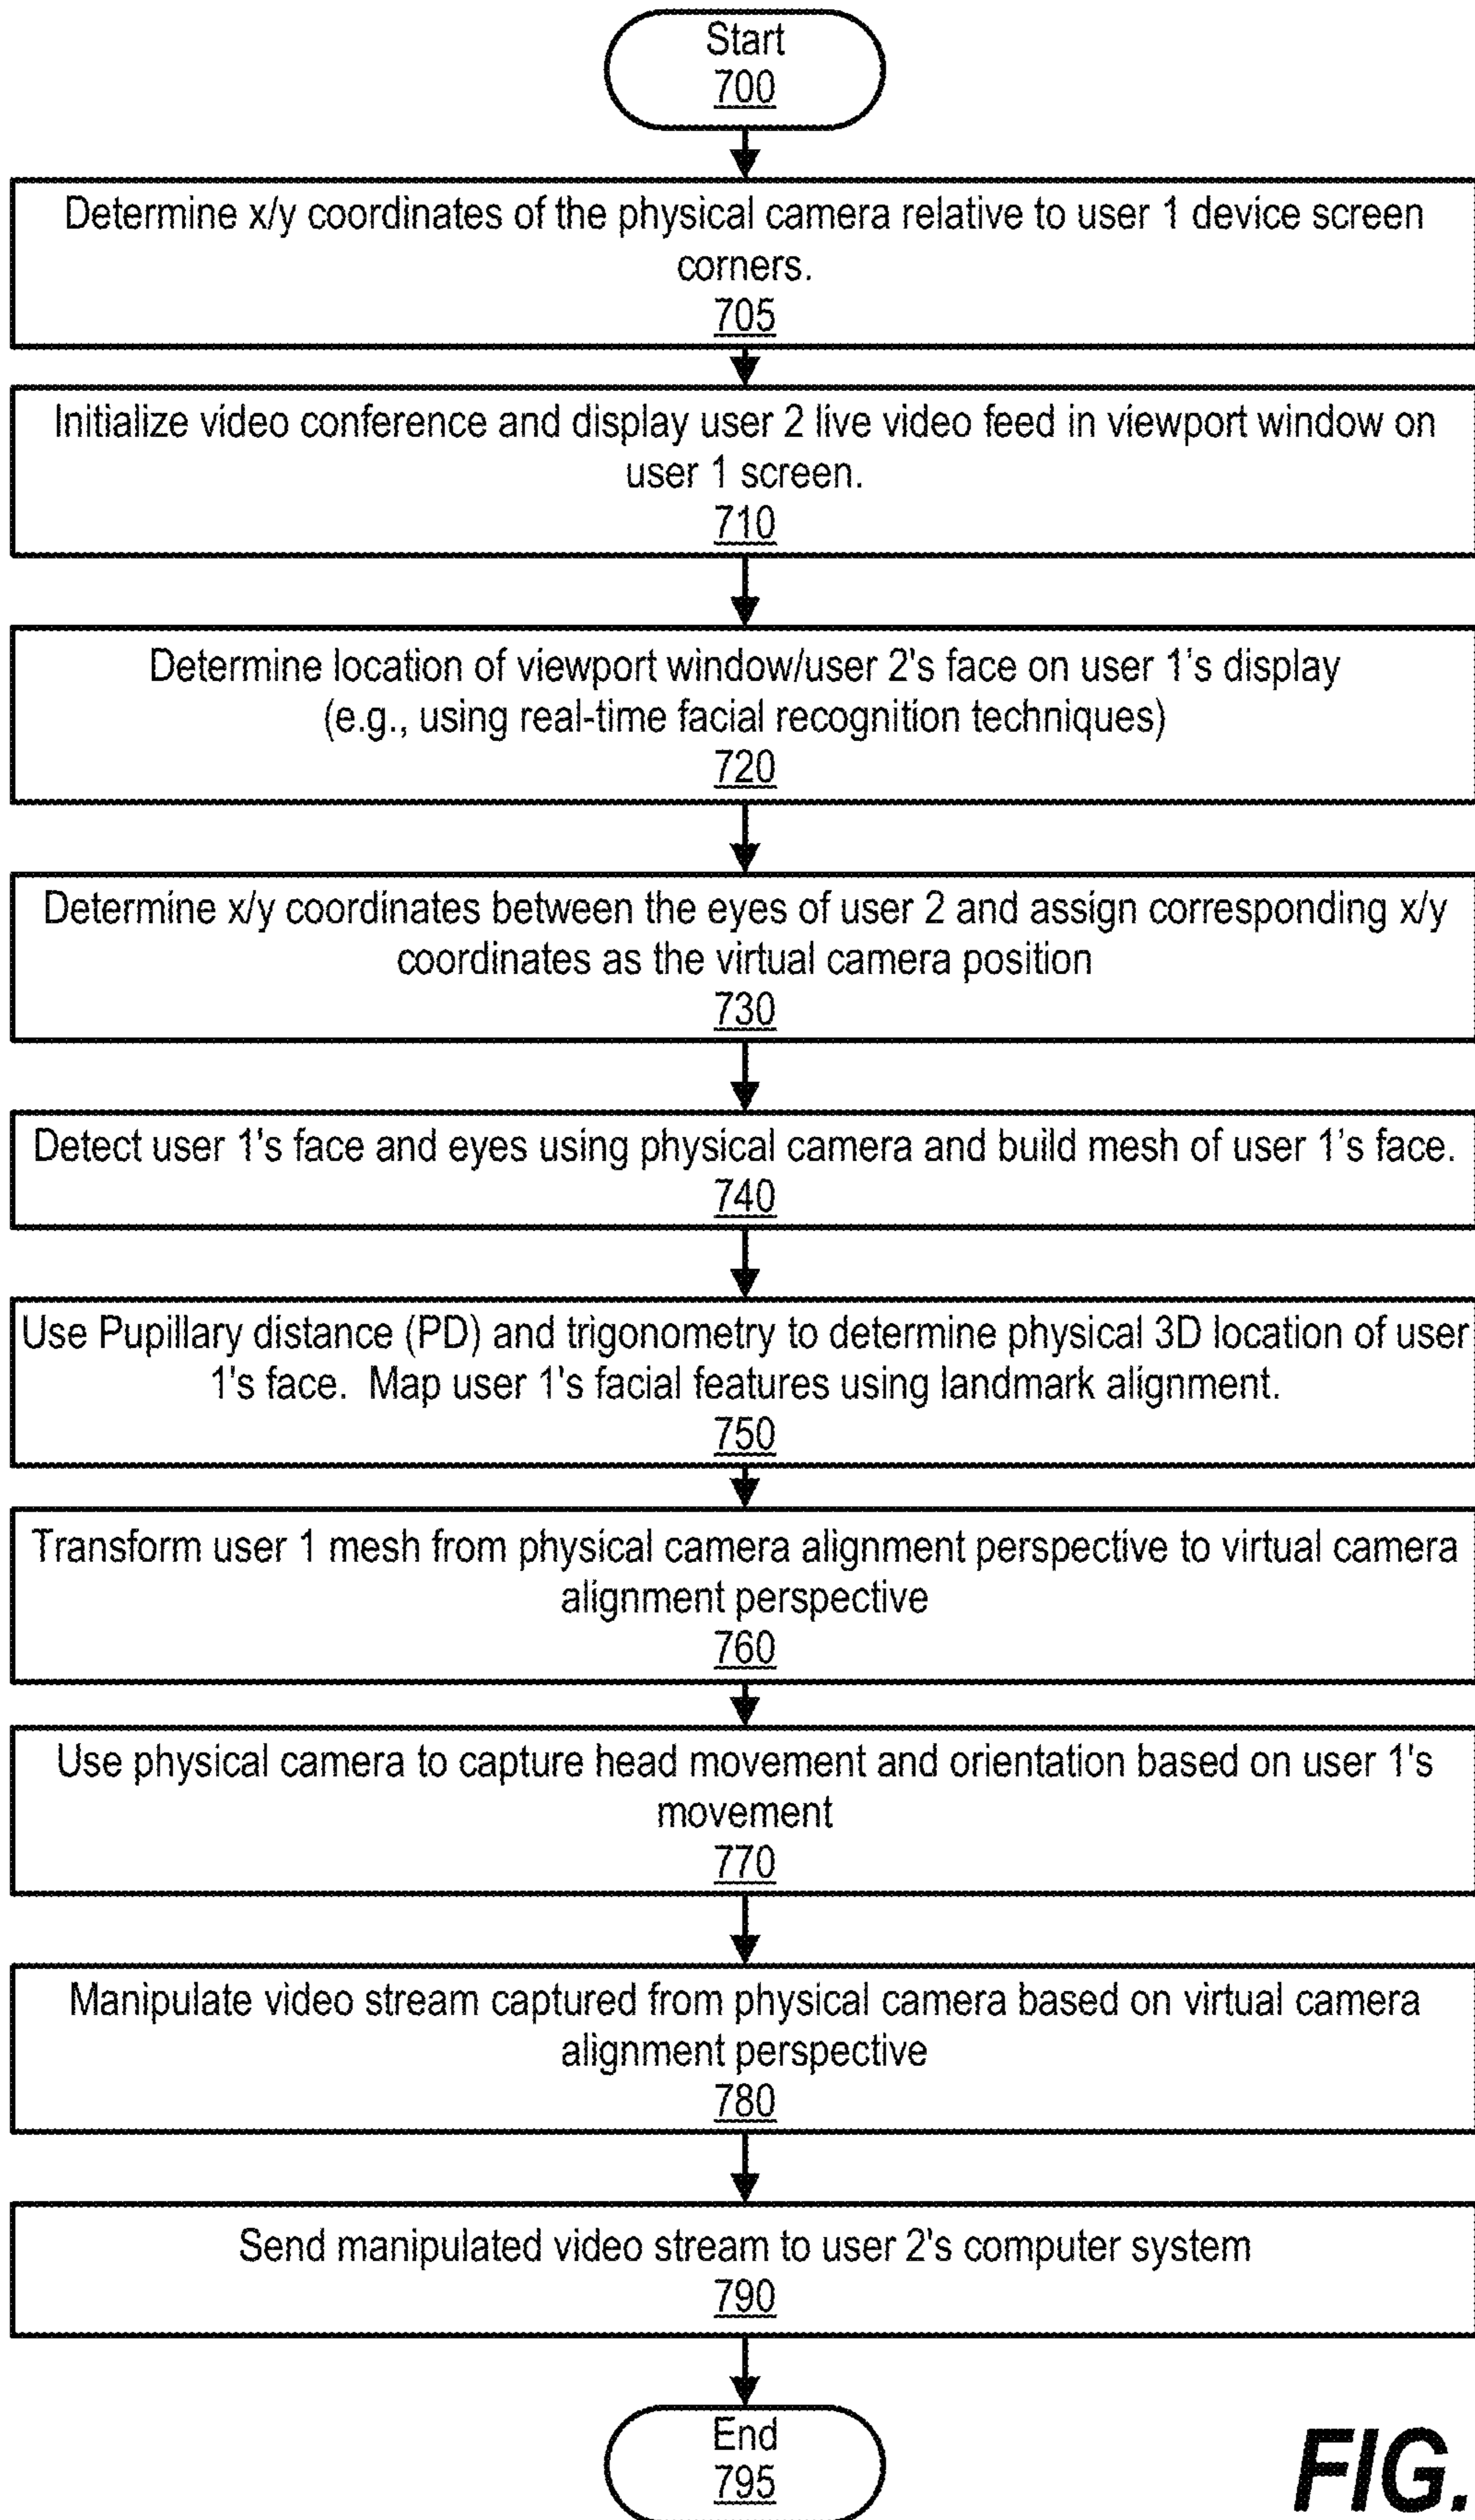 Start
700
Determine x/y coordinates of the physical camera relative to user 1 device screen
corners.
705
Initialize video conference and display user 2 live video feed in viewport window on
user 1 screen.
710
Determine location of viewport window/user 2's face on user 1's display
(e.g., using real-time facial recognition techniques)
720
Determine x/y coordinates between the eyes of user 2 and assign corresponding x/y
coordinates as the virtual camera position
730
Detect user 1's face and eyes using physical camera and build mesh of user 1's face.
740
Use Pupillary distance (PD) and trigonometry to determine physical 3D location of user
1's face. Map user 1's facial features using landmark alignment.
750
Transform user 1 mesh from physical camera alignment perspective to virtual camera
alignment perspective
760
Use physical camera to capture head movement and orientation based on user 1's
movement
770
Manipulate video stream captured from physical camera based on virtual camera
alignment perspective
780
Send manipulated video stream to user 2's computer system
790
End
795
FIG.